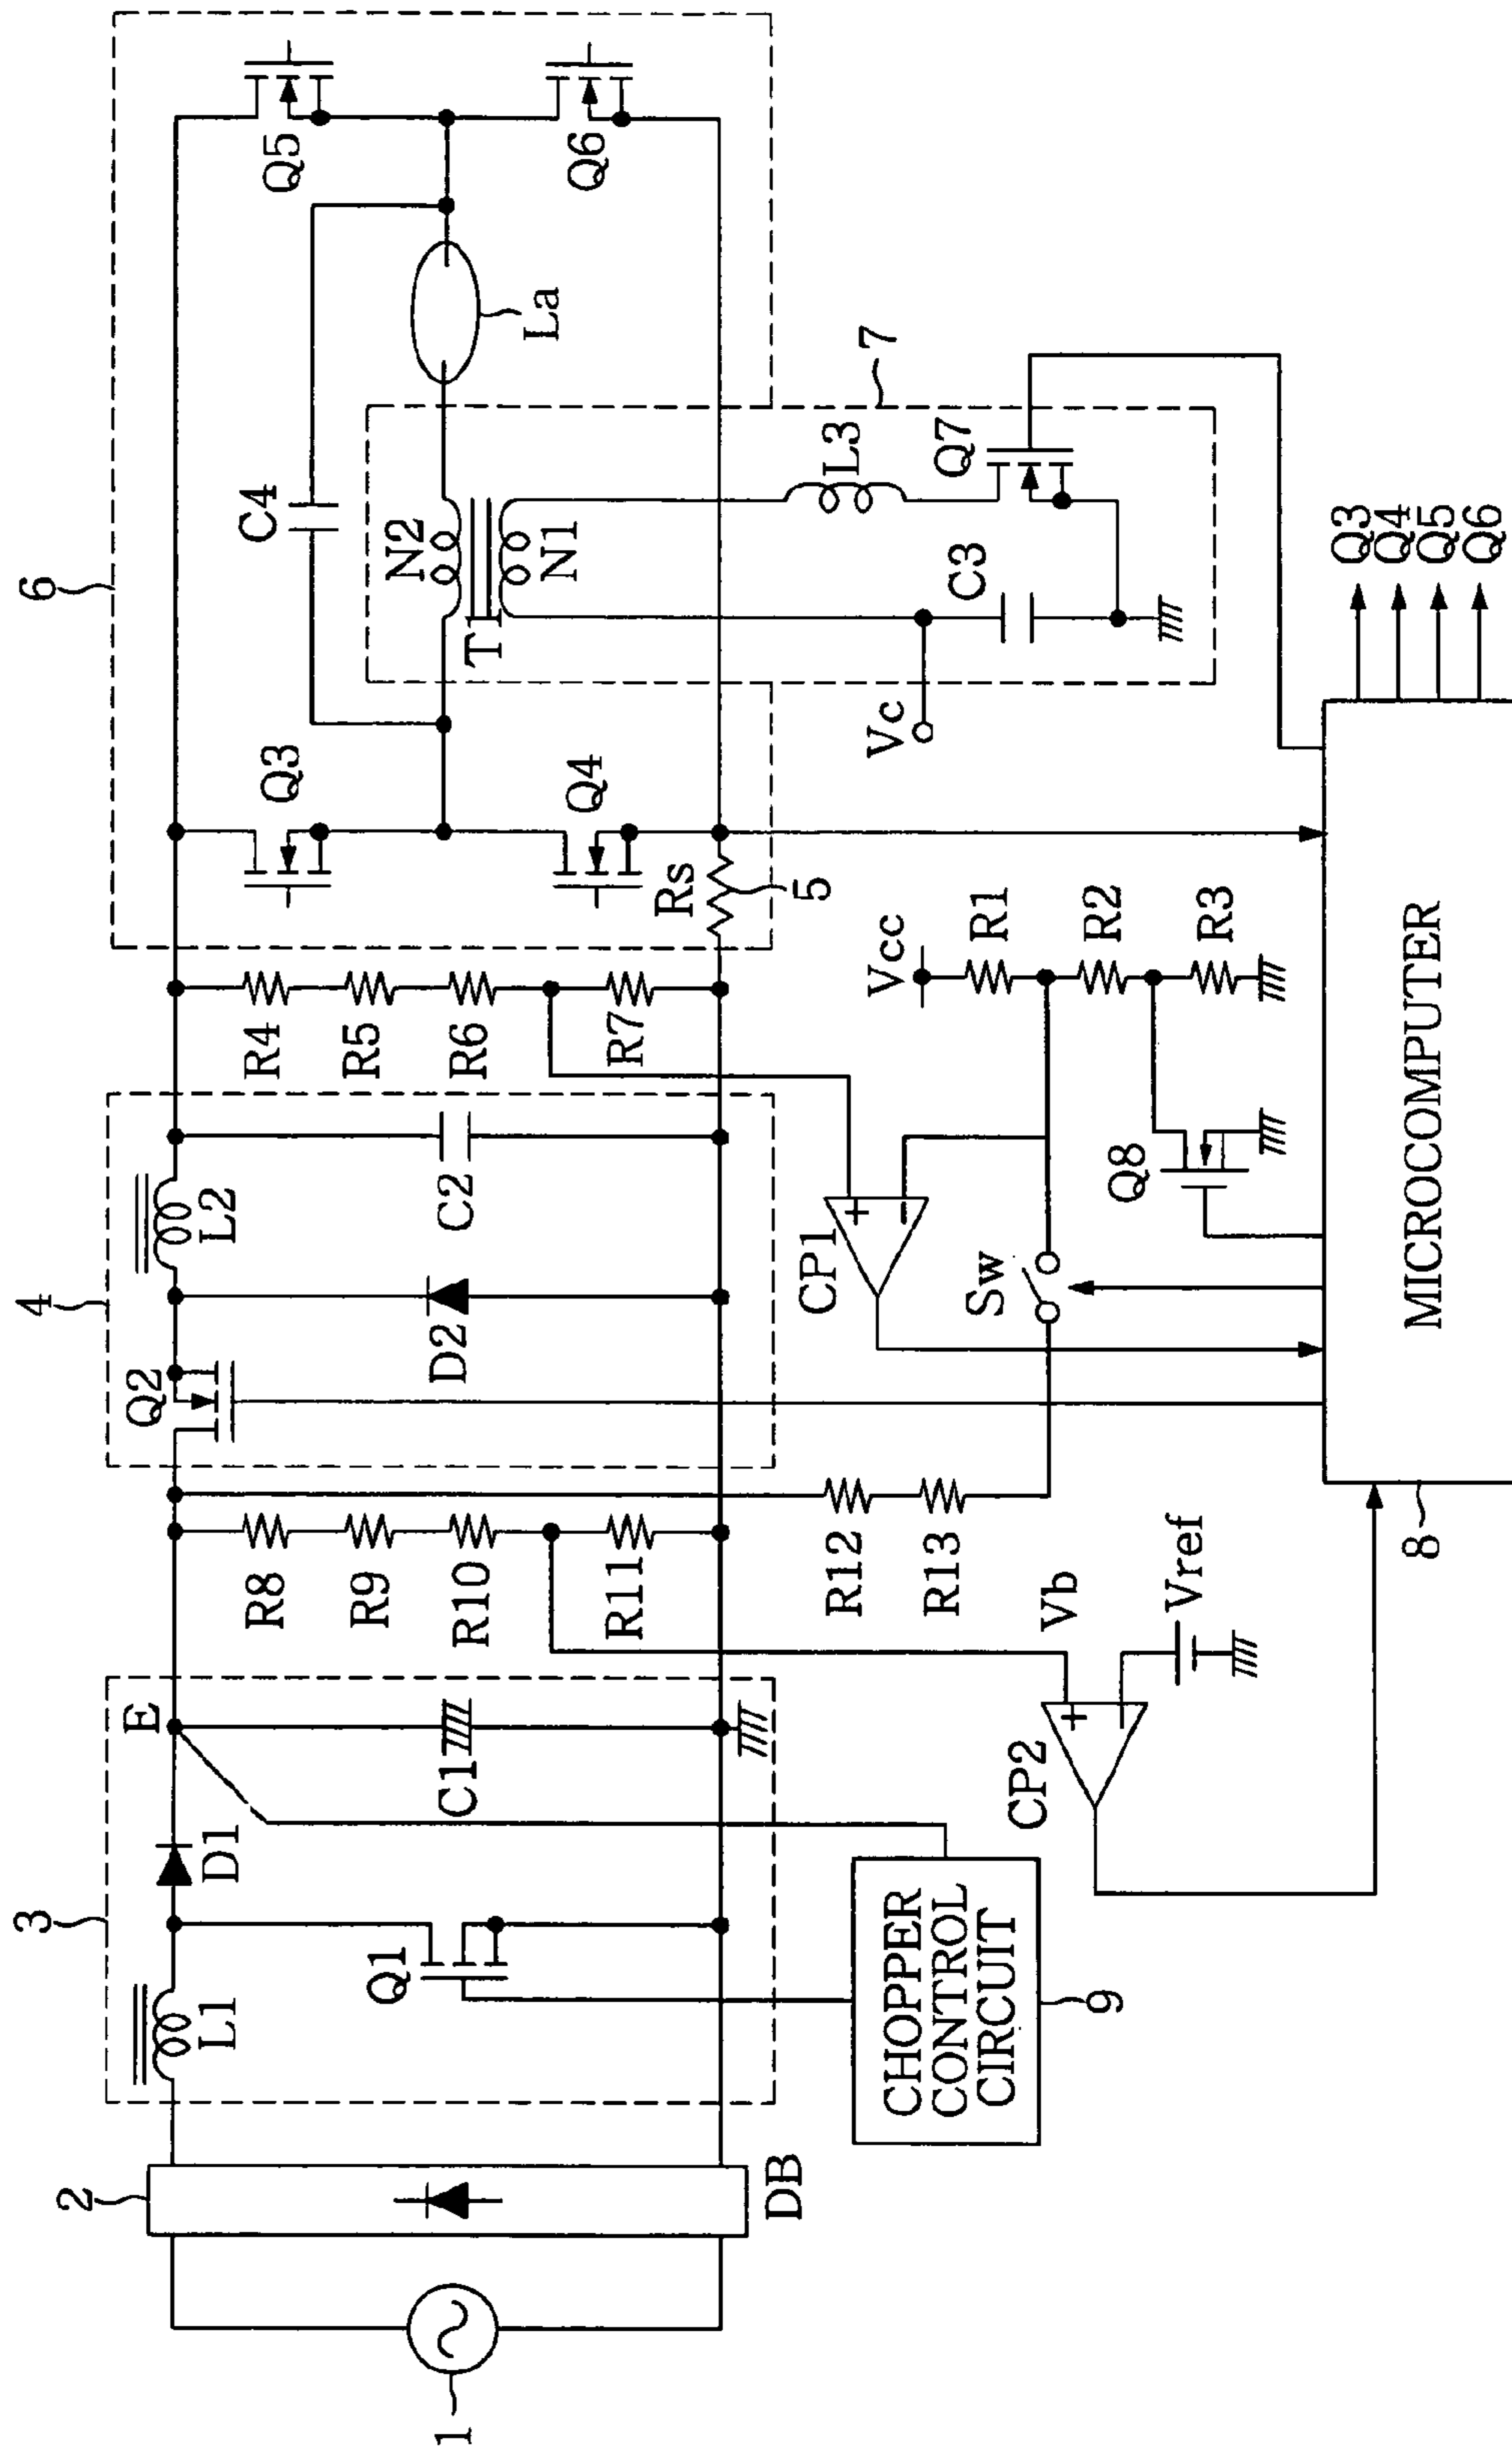 1
2
DB
3
L1
D1
Q1
C1
E
CHOPPER
CONTROL
CIRCUIT
9
CP2
Vb
Vref
R8
R9
R10
R11
R12
R13
4
Q2
L2
D2
C2
CP1
Sw
R4
R5
R6
R7
Q8
Vcc
R1
R2
R3
Rs
5
6
Q3
Q4
C4
N2
T1
N1
La
Q5
Q6
7
Vc
C3
L3
Q7
MICROCOMPUTER
8
Q3
Q4
Q5
Q6